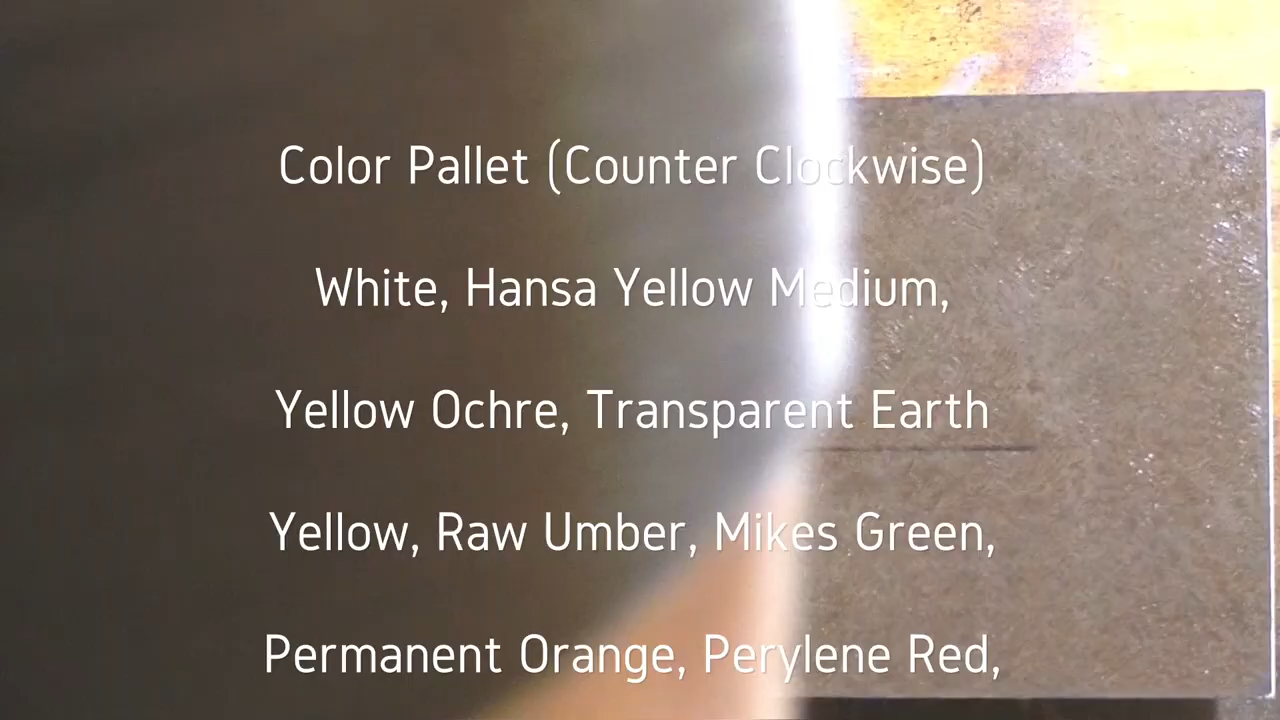 Color Pallet (Counter Clockwise)
White, Hansa Yellow Medium,
Yellow Ochre, Transparent Earth
Yellow, Raw Umber, Mikes Green,
Permanent Orange, Perylene Red,